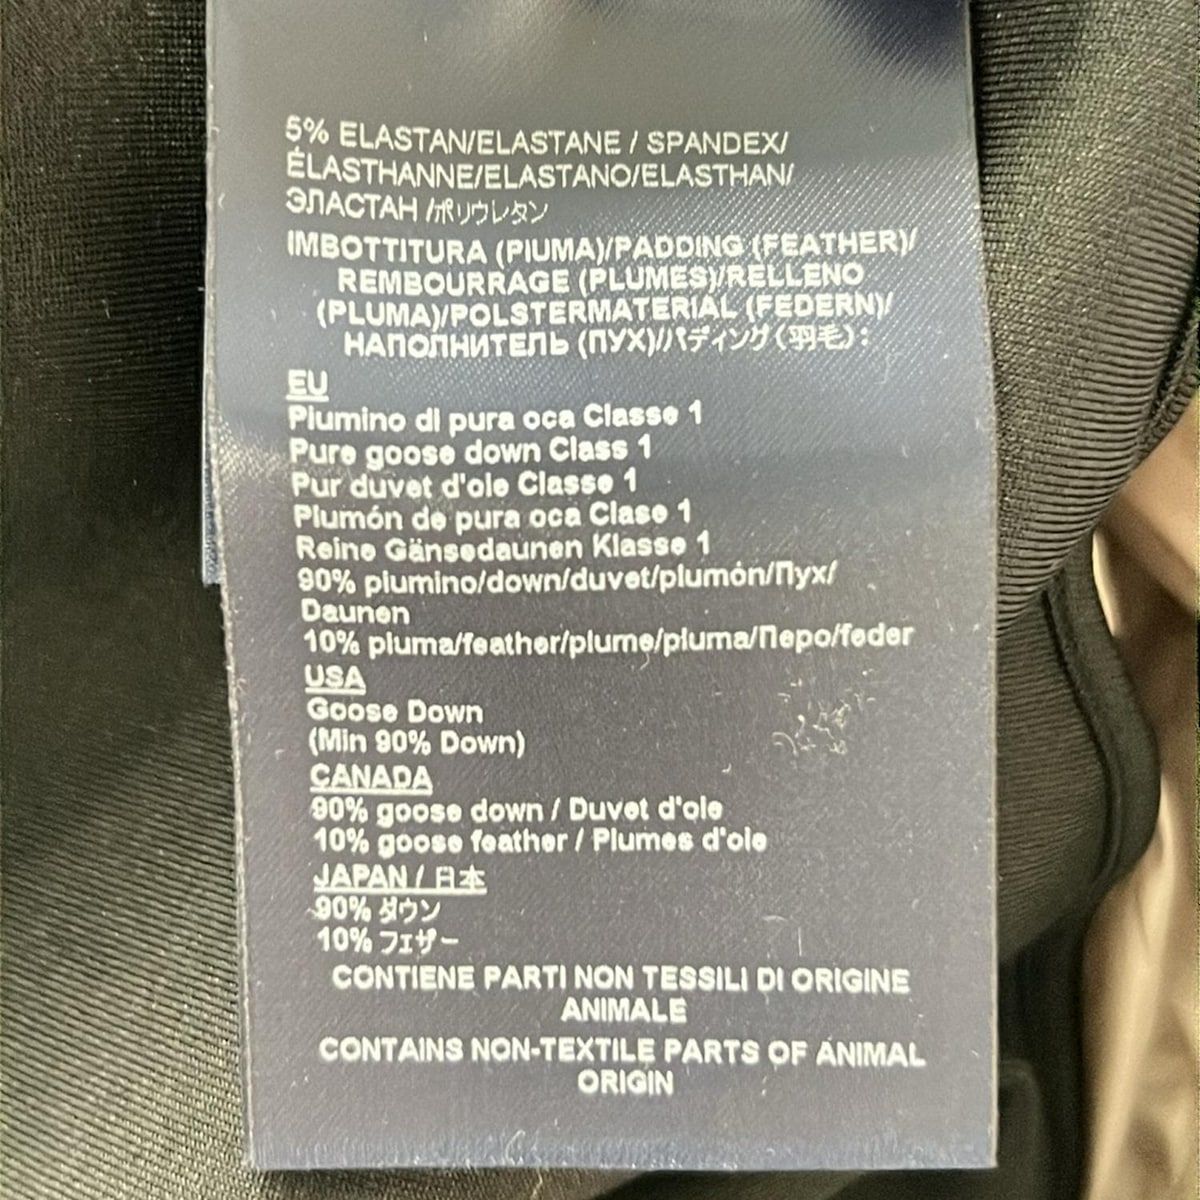 5% ELASTAN/ELASTANE / SPANDEX/
ÉLASTHANNE/ELASTANO/ELASTHAN/
ЭЛАСТАН /ポリウレタン
IMBOTTITURA (PIUMA)/PADDING (FEATHER)/
REMBOURRAGE (PLUMES)/RELLENO
(PLUMA)/POLSTERMATERIAL (FEDERN)/
НАПОЛНИТЕЛЬ (ПУХ)//パディング(羽毛):
EU
Piumino di pura oca Classe 1
Pure goose down Class 1
Pur duvet d'oie Classe 1
Plumón de pura oca Clase 1
Reine Gänsedaunen Klasse 1
90% piumino/down/duvet/plumón/Пух/
Daunen
10% piuma/feather/plume/pluma/Перо/feder
USA
Goose Down
(Min 90% Down)
CANADA
90% goose down / Duvet d'oie
10% goose feather / Plumes d'oie
JAPAN / 日本
90% ダウン
10% フェザー
CONTIENE PARTI NON TESSILI DI ORIGINE
ANIMALE
CONTAINS NON-TEXTILE PARTS OF ANIMAL
ORIGIN